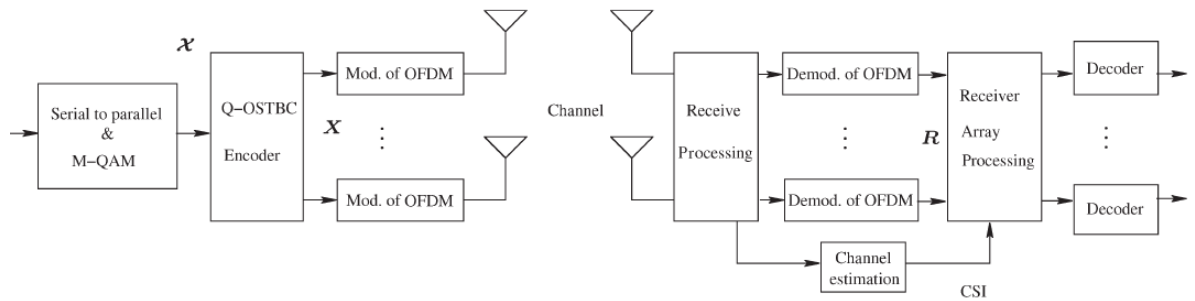 𝓧
Serial to parallel
&
M−QAM
Q−OSTBC
Encoder
X
Mod. of OFDM
⋮
Mod. of OFDM
Channel
Receive
Processing
Demod. of OFDM
⋮
Demod. of OFDM
Channel
estimation
R
Receiver
Array
Processing
CSI
Decoder
⋮
Decoder